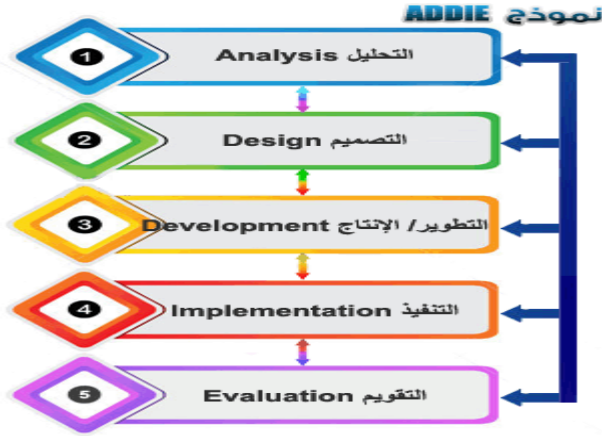 نموذج ADDIE
1
التحليل Analysis
2
التصميم Design
3
التطوير/ الإنتاج Development
4
التنفيذ Implementation
5
التقويم Evaluation